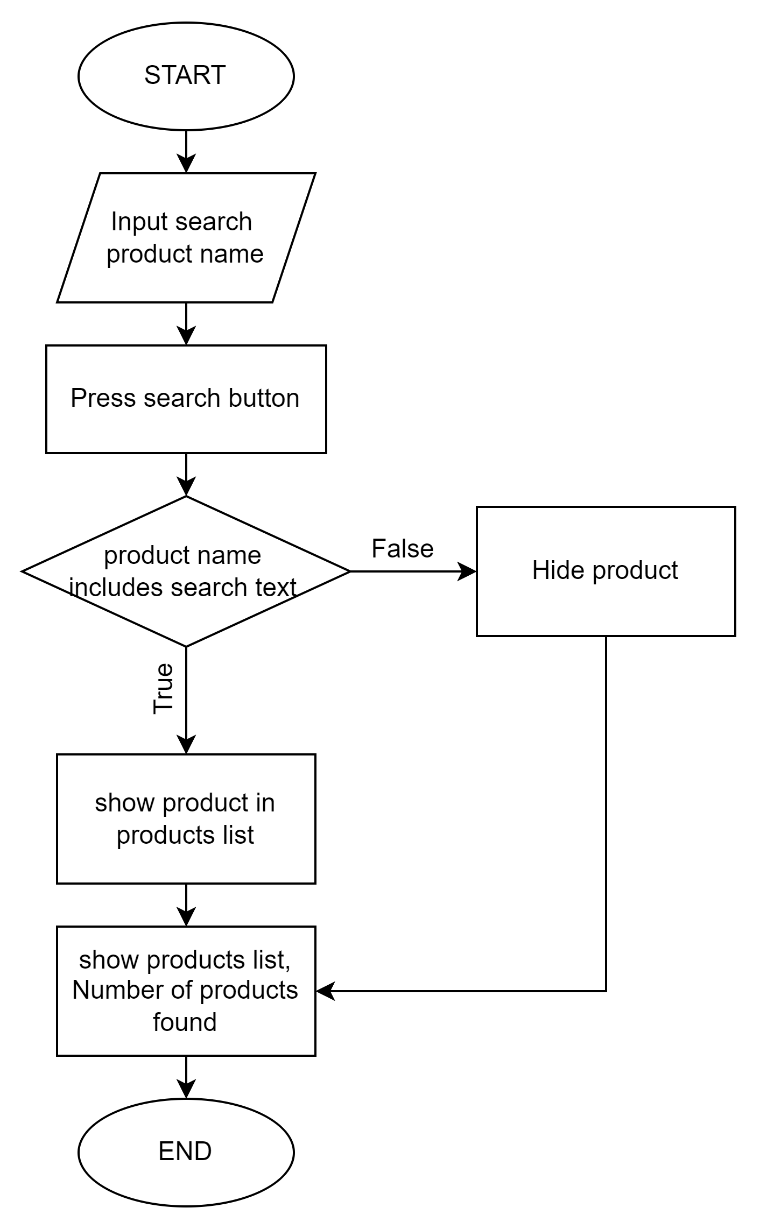 START
Input search
product name
Press search button
product name
includes search text
False
Hide product
True
show product in
products list
show products list,
Number of products
found
END